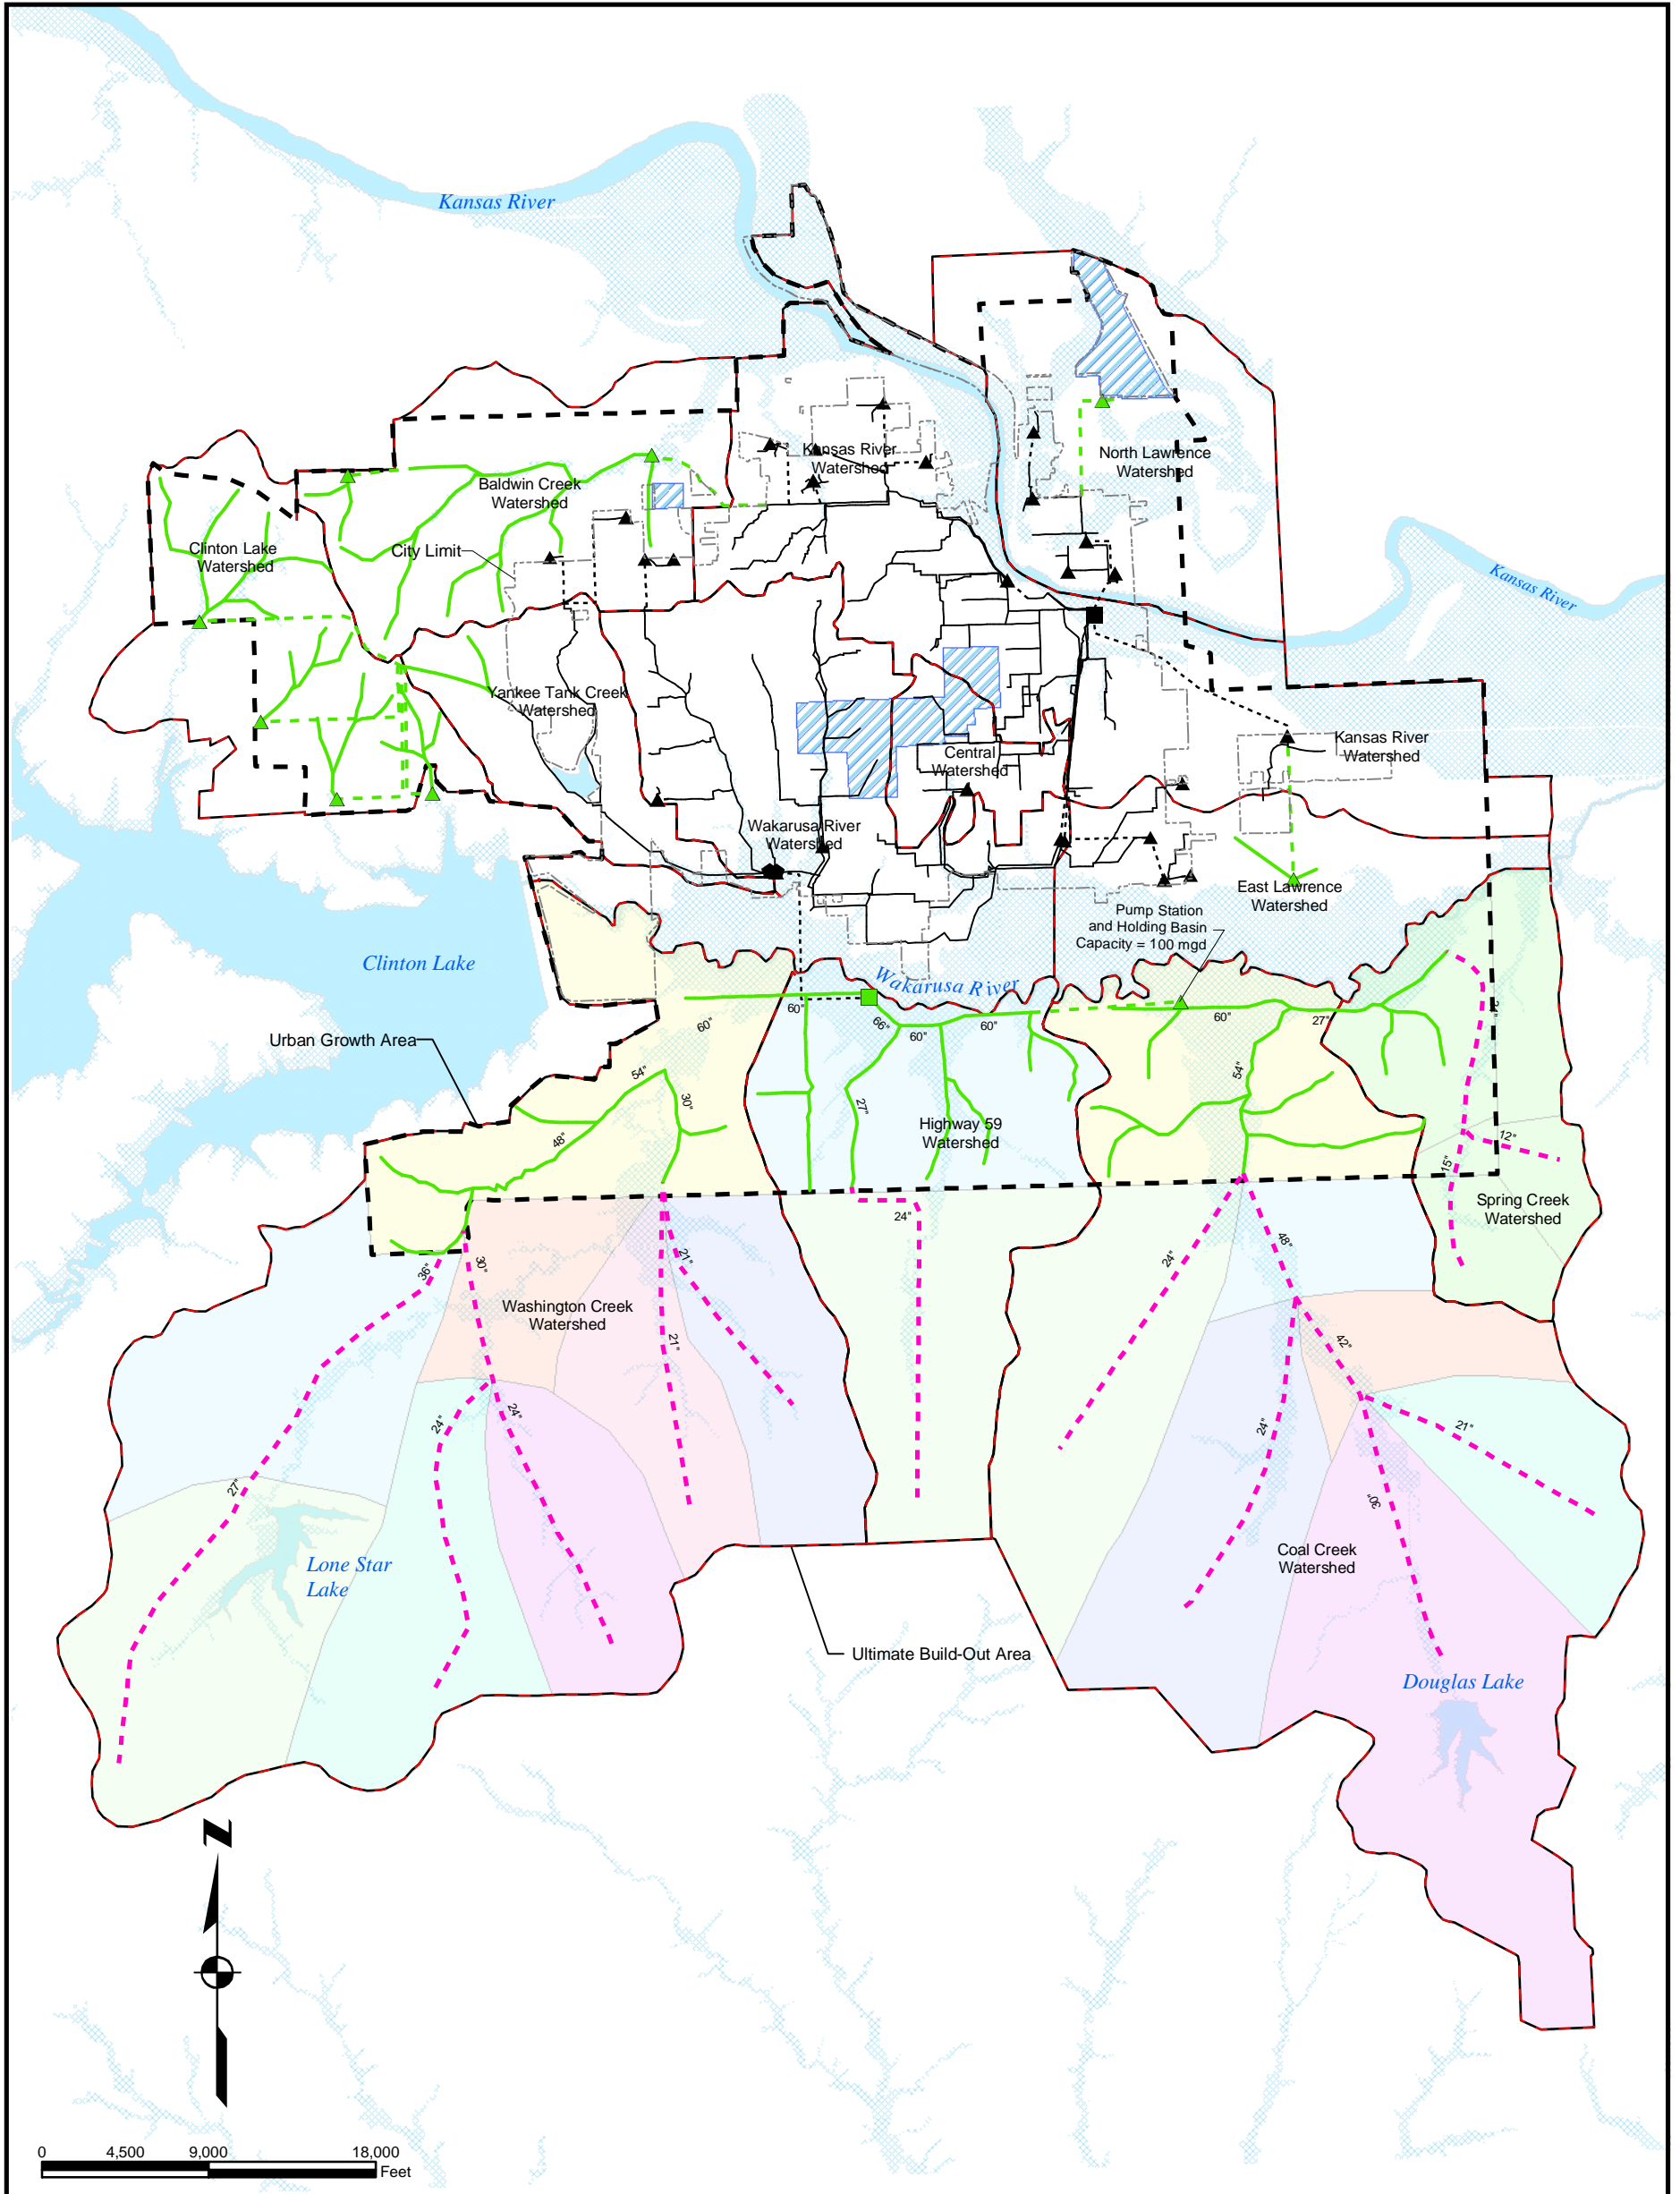 Kansas River
Kansas River
Watershed
North Lawrence
Watershed
Baldwin Creek
Watershed
City Limit
Clinton Lake
Watershed
Kansas River
Yankee Tank Creek
Watershed
Kansas River
Watershed
Central
Watershed
Wakarusa River
Watershed
East Lawrence
Watershed
Pump Station
and Holding Basin
Capacity = 100 mgd
Clinton Lake
Wakarusa River
60"
60"
66"
60"
60"
60"
27"
Urban Growth Area
54"
30"
48"
27"
54"
Highway 59
Watershed
12"
15"
Spring Creek
Watershed
24"
36"
30"
21"
24"
48"
Washington Creek
Watershed
21"
42"
24"
24"
24"
21"
27"
30"
Lone Star
Lake
Coal Creek
Watershed
Ultimate Build-Out Area
Douglas Lake
N
0 4,500 9,000 18,000
Feet